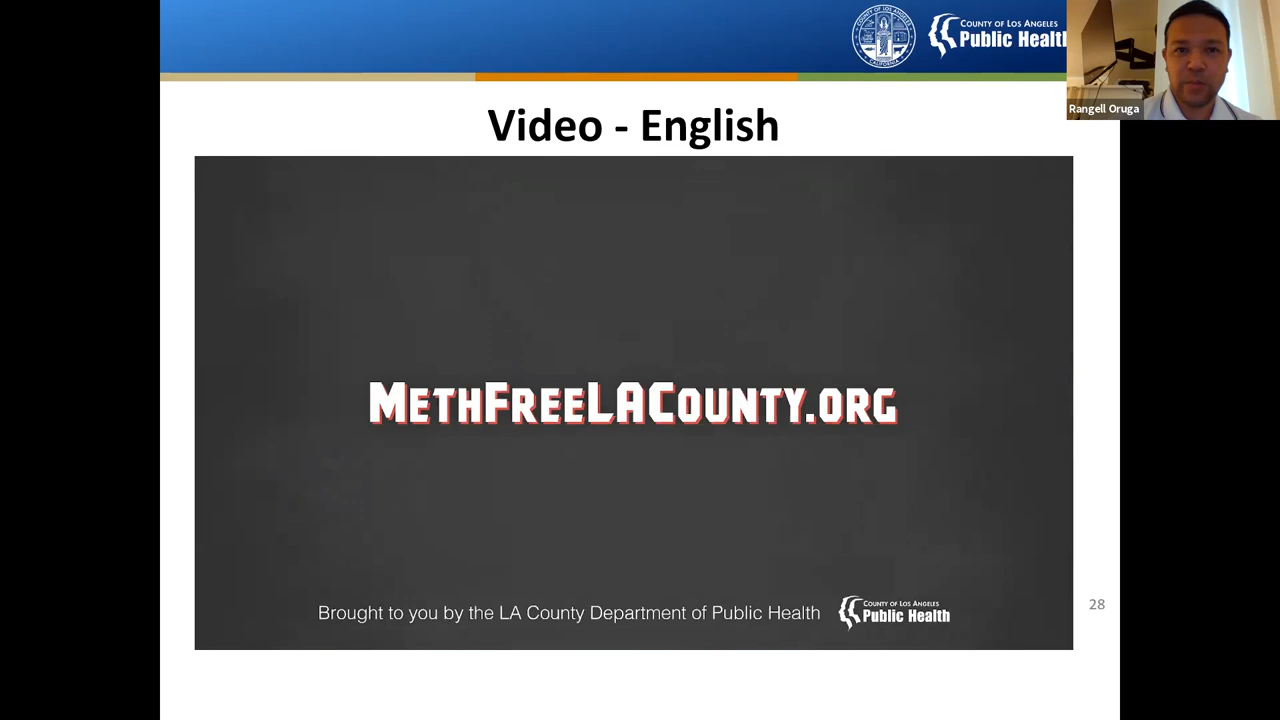 County of Los Angeles
Public Health
Rangell Oruga
Video - English
MethFreeLACounty.org
Brought to you by the LA County Department of Public Health
County of Los Angeles
Public Health
28